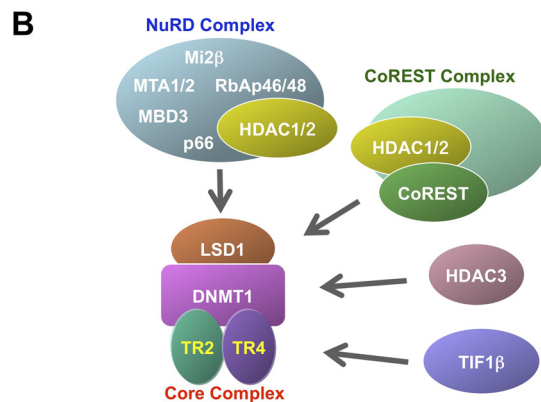 B
NuRD Complex
Mi2β
MTA1/2 RbAp46/48
MBD3
HDAC1/2
p66
CoREST Complex
HDAC1/2
CoREST
LSD1
DNMT1
TR2 TR4
Core Complex
HDAC3
TIF1β